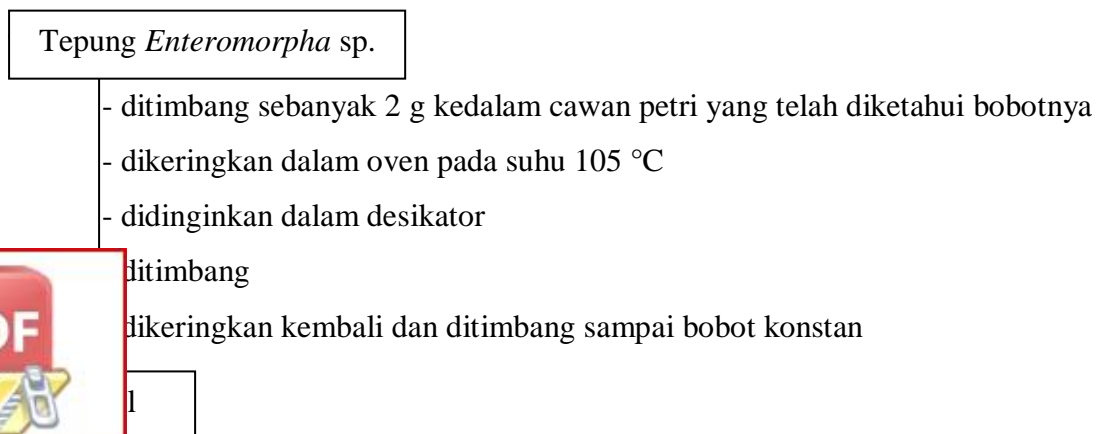 Tepung Enteromorpha sp.
- ditimbang sebanyak 2 g kedalam cawan petri yang telah diketahui bobotnya
- dikeringkan dalam oven pada suhu 105 °C
- didinginkan dalam desikator
ditimbang
dikeringkan kembali dan ditimbang sampai bobot konstan